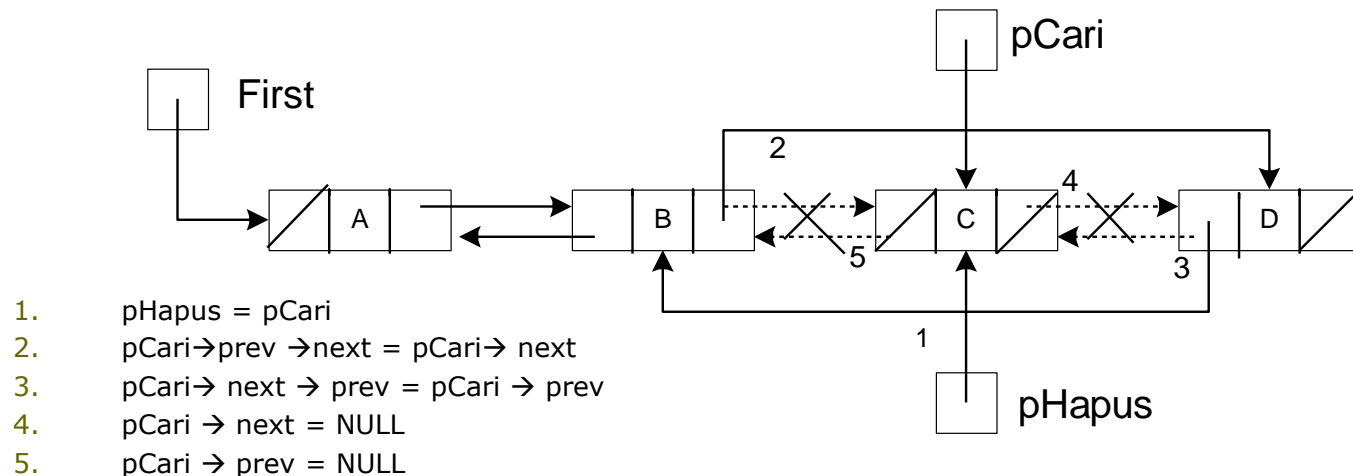 pCari
First
2
4
A
B
C
D
5
3
1
pHapus
1. pHapus = pCari
2. pCari→prev →next = pCari→ next
3. pCari→ next → prev = pCari → prev
4. pCari → next = NULL
5. pCari → prev = NULL